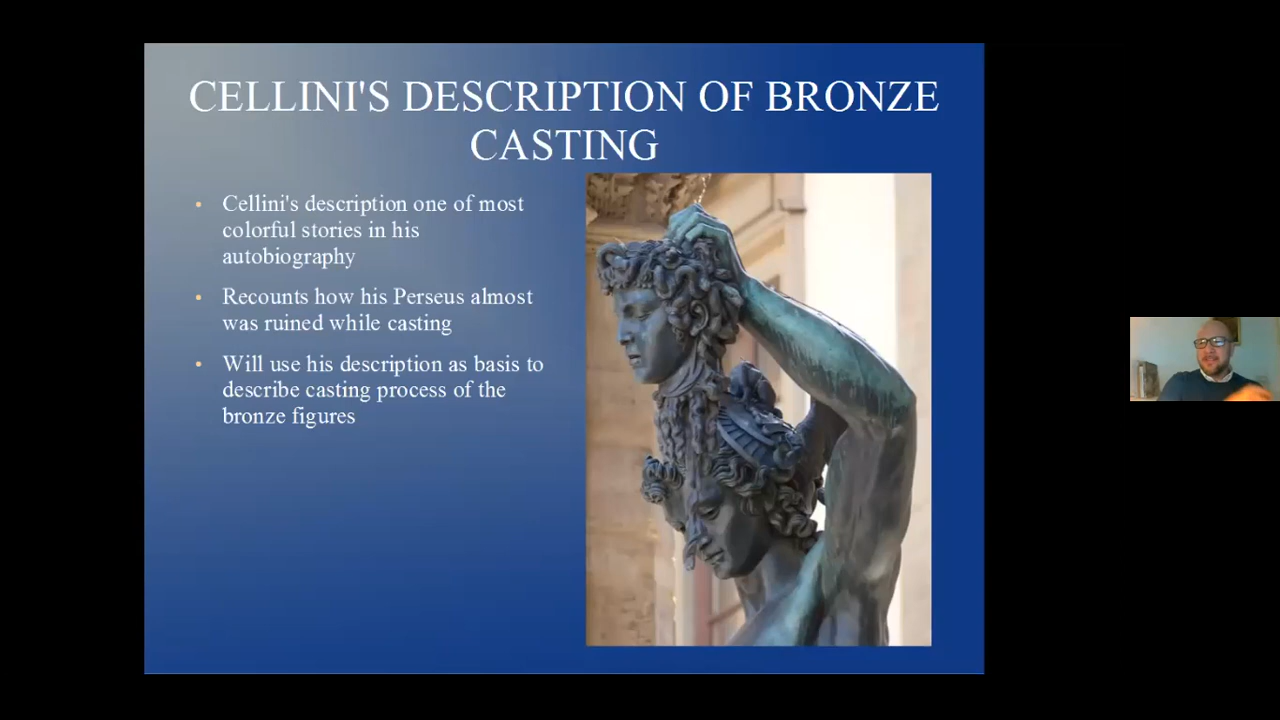 CELLINI'S DESCRIPTION OF BRONZE
CASTING
• Cellini's description one of most
colorful stories in his
autobiography
• Recounts how his Perseus almost
was ruined while casting
• Will use his description as basis to
describe casting process of the
bronze figures